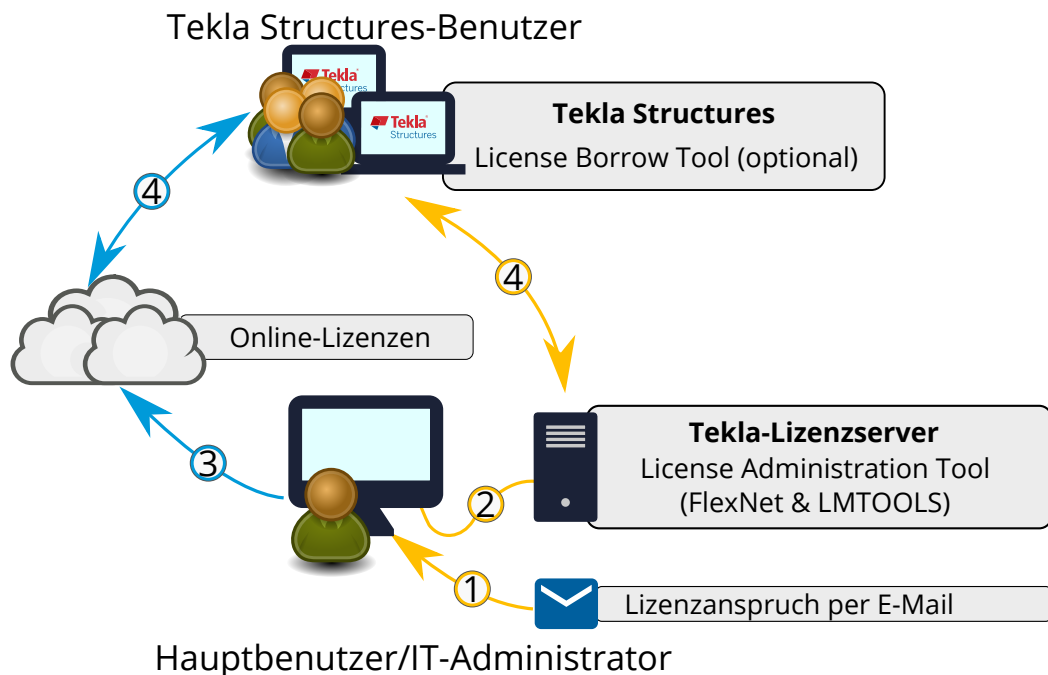 Tekla Structures-Benutzer
Tekla
Structures
Tekla
Structures
Tekla Structures
License Borrow Tool (optional)
4
4
Online-Lizenzen
3
2
Tekla-Lizenzserver
License Administration Tool
(FlexNet & LMTOOLS)
1
Lizenzanspruch per E-Mail
Hauptbenutzer/IT-Administrator